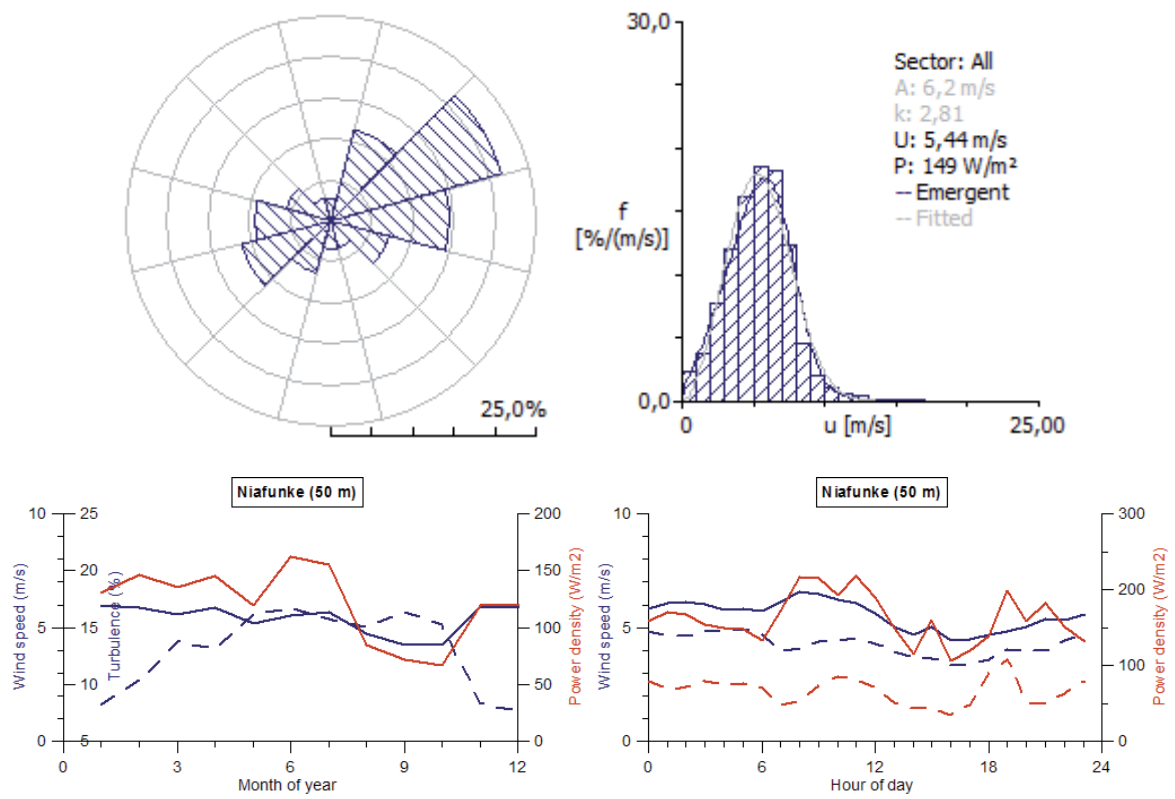 25,0%
30,0
f
[%/(m/s)]
0,0
0
u [m/s]
25,00
Sector: All
A: 6,2 m/s
k: 2,81
U: 5,44 m/s
P: 149 W/m²
-- Emergent
-- Fitted
Niafunke (50 m)
Wind speed (m/s)
10
5
0
Turbulence (%)
25
20
15
10
5
Power density (W/m2)
200
150
100
50
0
0 3 6 9 12
Month of year
Niafunke (50 m)
Wind speed (m/s)
10
5
0
Power density (W/m2)
300
200
100
0
0 6 12 18 24
Hour of day